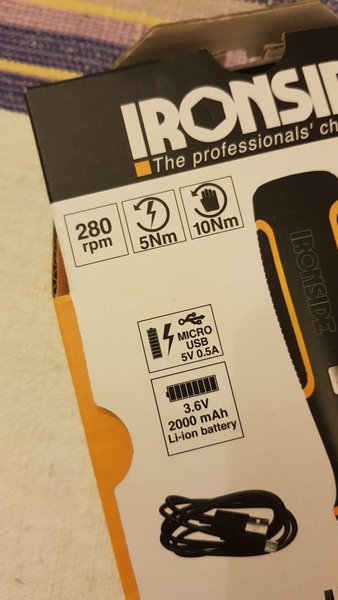 IRONSI
The professionals' ch
280
rpm
5Nm
10Nm
IRONSIDE
MICRO
USB
5V 0.5A
3.6V
2000 mAh
Li-ion battery